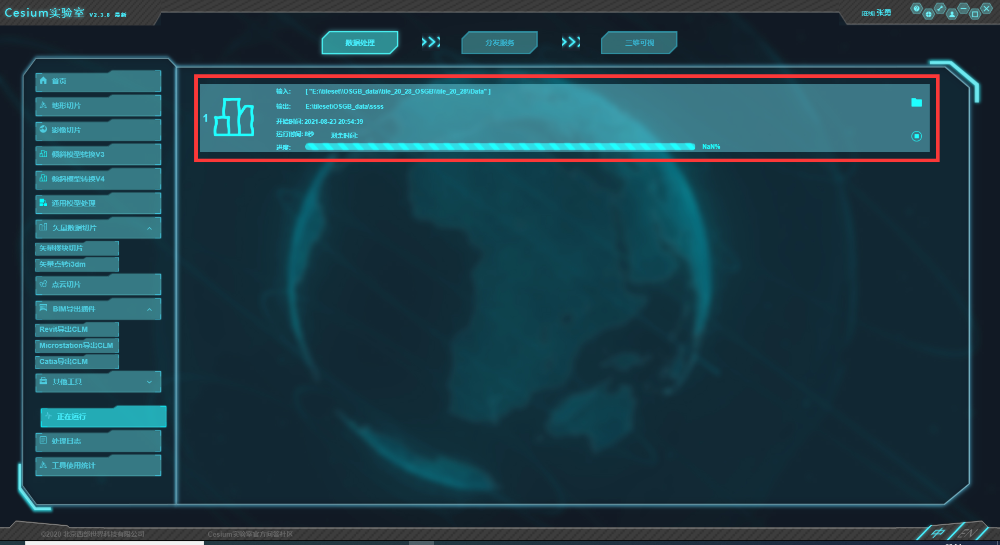 Cesium实验室 V2.3.8 最新
[在线] 张勇
数据处理
分发服务
三维可视
首页
地形切片
影像切片
倾斜模型转换V3
倾斜模型转换V4
通用模型处理
矢量数据切片
矢量楼块切片
矢量点转i3dm
点云切片
BIM导出插件
Revit导出CLM
Microstation导出CLM
Catia导出CLM
其他工具
正在运行
处理日志
工具使用统计
1
输入: [ "E:\\tileset\\OSGB_data\\tile_20_28_OSGB\\tile_20_28\\Data" ]
输出: E:\tileset\OSGB_data\ssss
开始时间: 2021-08-23 20:54:39
运行时间: 8秒 剩余时间:
进度: NaN%
©2020 北京西部世界科技有限公司
Cesium实验室官方问答社区
中 EN